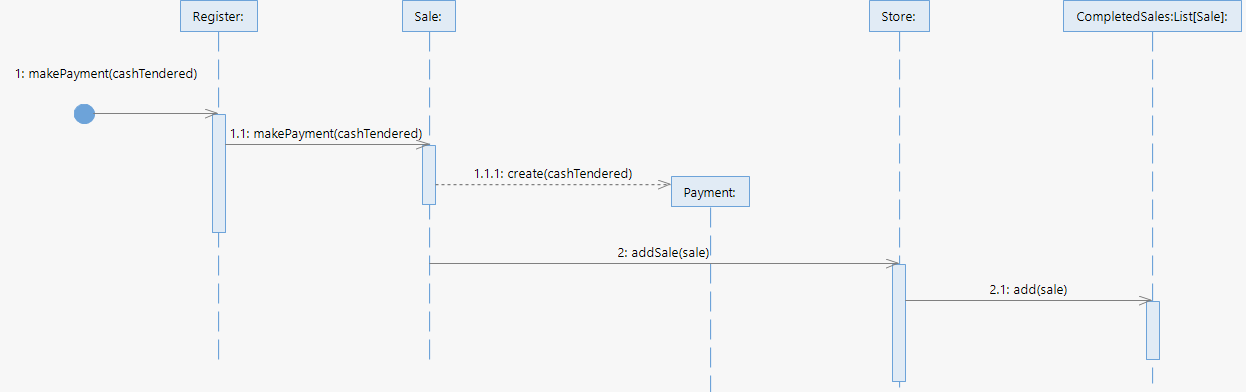 Register:
Sale:
Store:
CompletedSales:List[Sale]:
1: makePayment(cashTendered)
1.1: makePayment(cashTendered)
1.1.1: create(cashTendered)
Payment:
2: addSale(sale)
2.1: add(sale)